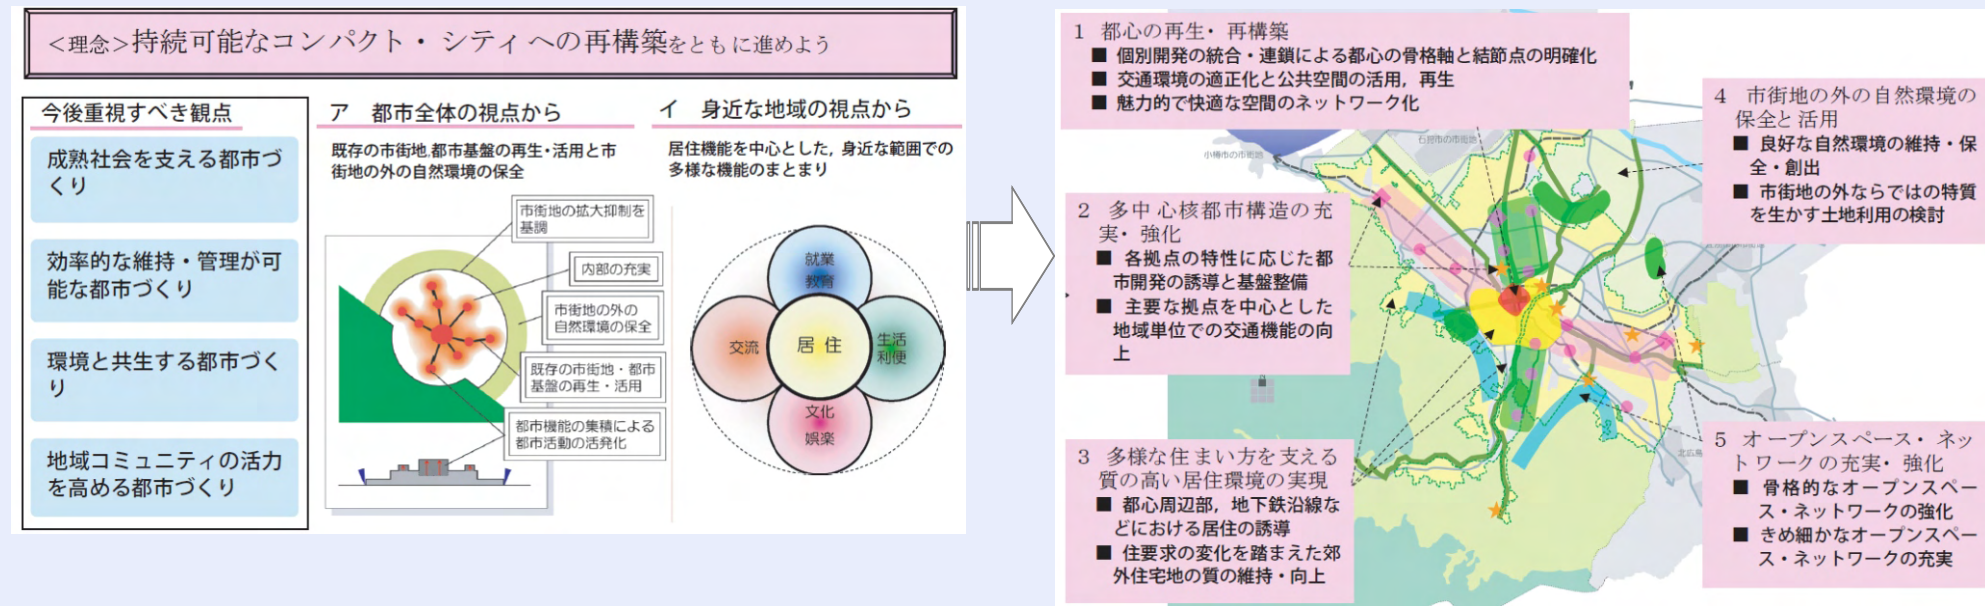 ＜理念＞持続可能なコンパクト・シティへの再構築をともに進めよう
今後重視すべき観点
成熟社会を支える都市づ
くり
効率的な維持・管理が可
能な都市づくり
環境と共生する都市づく
り
地域コミュニティの活力
を高める都市づくり
ア 都市全体の視点から
既存の市街地,都市基盤の再生・活用と市
街地の外の自然環境の保全
市街地の拡大抑制を
基調
内部の充実
市街地の外の
自然環境の保全
既存の市街地・都市
基盤の再生・活用
都市機能の集積による
都市活動の活発化
イ 身近な地域の視点から
居住機能を中心とした，身近な範囲での
多様な機能のまとまり
就業
教育
交流
居住
生活
利便
文化
娯楽
1 都心の再生・再構築
■ 個別開発の統合・連鎖による都心の骨格軸と結節点の明確化
■ 交通環境の適正化と公共空間の活用，再生
■ 魅力的で快適な空間のネットワーク化
2 多中心核都市構造の充
実・強化
■ 各拠点の特性に応じた都
市開発の誘導と基盤整備
■ 主要な拠点を中心とした
地域単位での交通機能の向
上
3 多様な住まい方を支える
質の高い居住環境の実現
■ 都心周辺部，地下鉄沿線な
どにおける居住の誘導
■ 住要求の変化を踏まえた郊
外住宅地の質の維持・向上
4 市街地の外の自然環境の
保全と活用
■ 良好な自然環境の維持・保
全・創出
■ 市街地の外ならではの特質
を生かす土地利用の検討
5 オープンスペース・ネッ
トワークの充実・強化
■ 骨格的なオープンスペー
ス・ネットワークの強化
■ きめ細かなオープンスペー
ス・ネットワークの充実
小樽市の市街地
石狩市の市街地
北広島